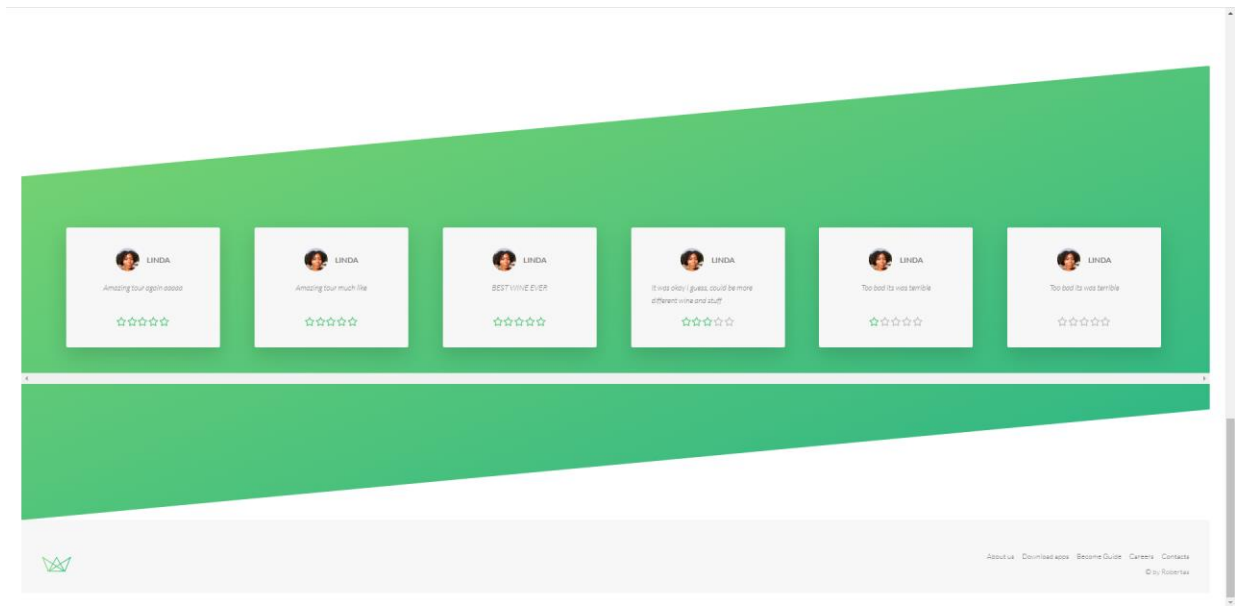 LINDA
Amazing tour again aaaaa
LINDA
Amazing tour much like
LINDA
BEST WINE EVER
LINDA
It was okay I guess, could be more
different wine and stuff
LINDA
Too bad its was terrible
LINDA
Too bad its was terrible
About us Download apps Become Guide Careers Contacts
© by Robertas